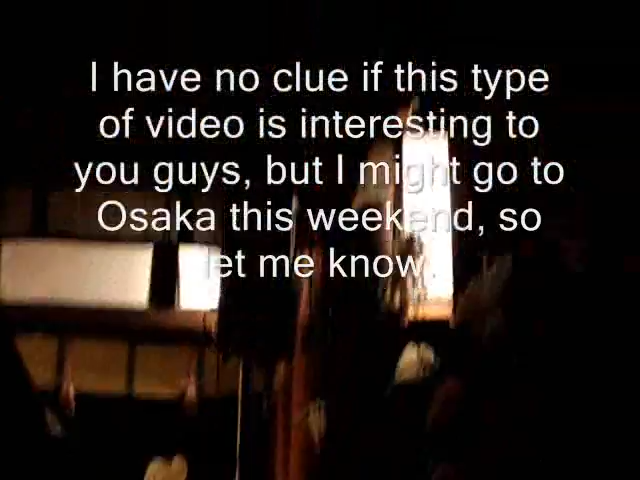 I have no clue if this type
of video is interesting to
you guys, but I might go to
Osaka this weekend, so
let me know.